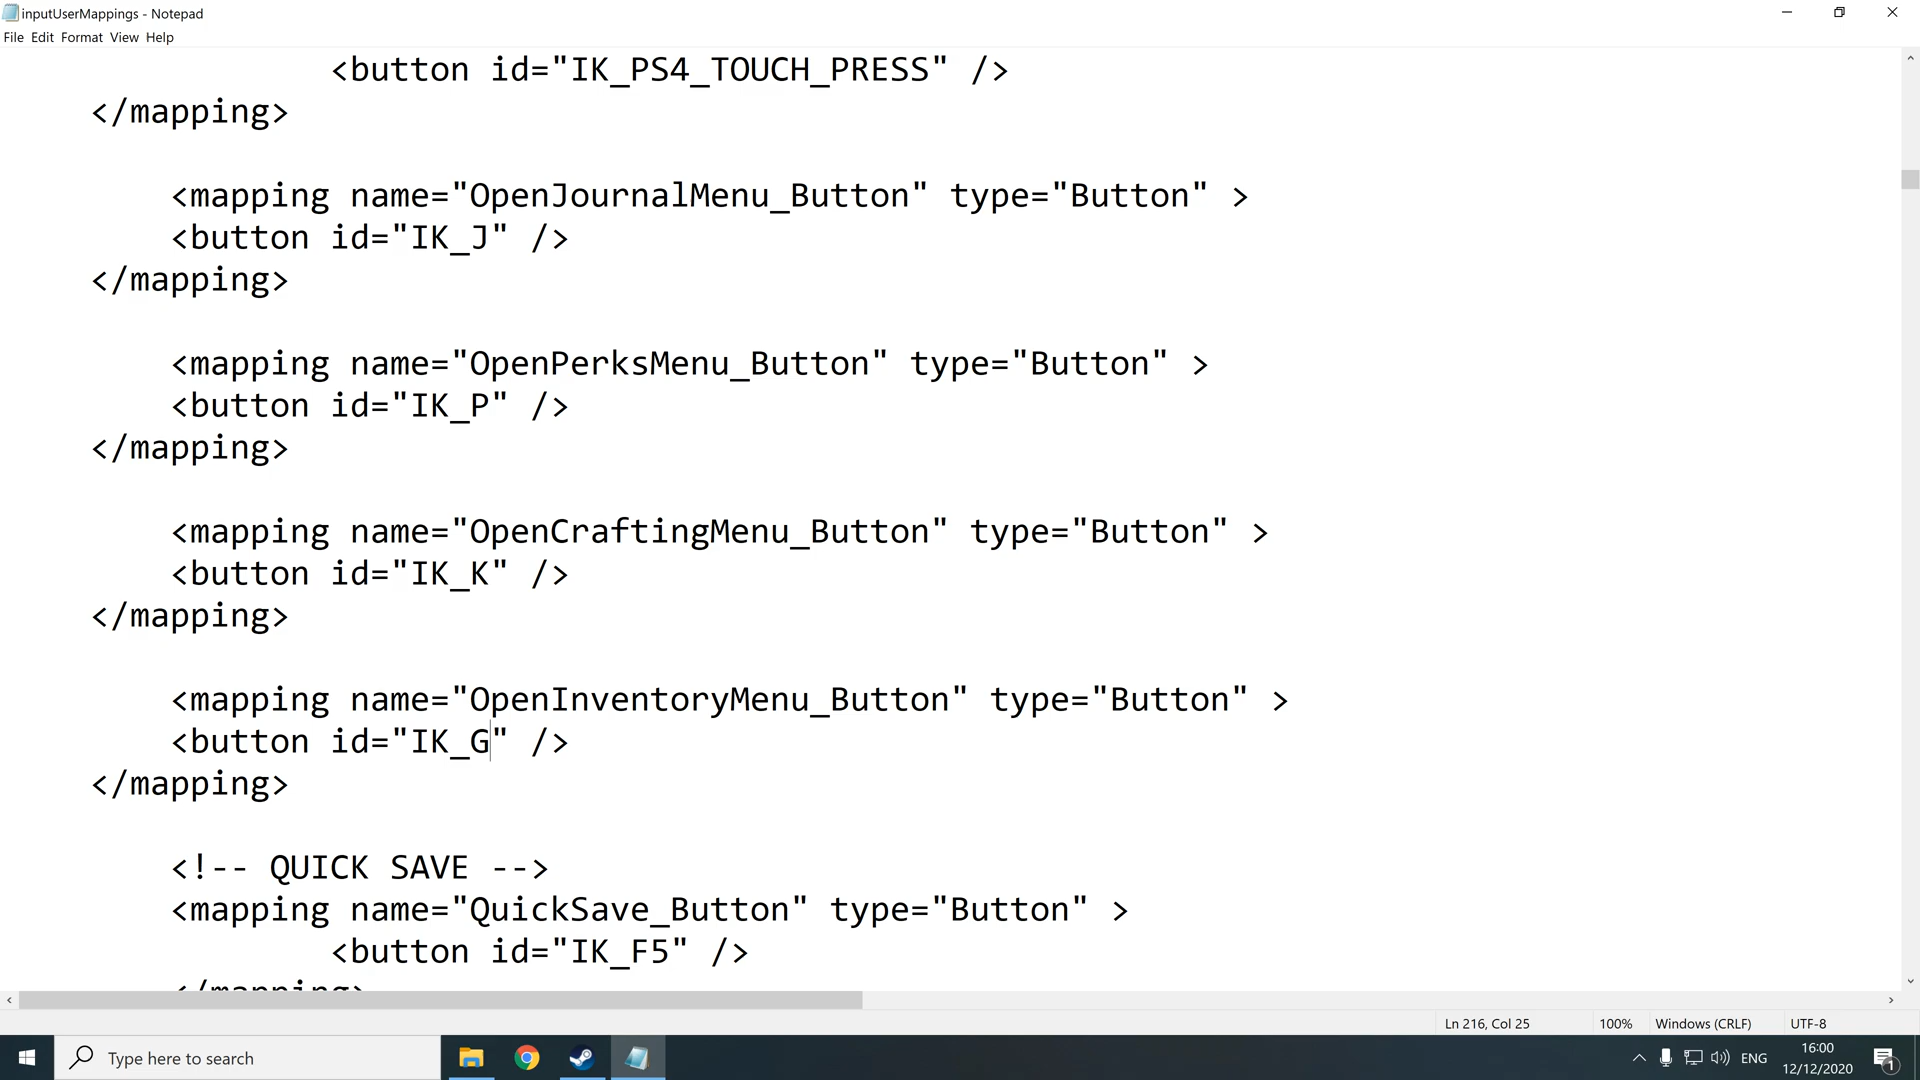 inputUserMappings - Notepad
File Edit Format View Help
<button id="IK_PS4_TOUCH_PRESS" />
</mapping>
<mapping name="OpenJournalMenu_Button" type="Button" >
<button id="IK_J" />
</mapping>
<mapping name="OpenPerksMenu_Button" type="Button" >
<button id="IK_P" />
</mapping>
<mapping name="OpenCraftingMenu_Button" type="Button" >
<button id="IK_K" />
</mapping>
<mapping name="OpenInventoryMenu_Button" type="Button" >
<button id="IK_G" />
</mapping>
<!-- QUICK SAVE -->
<mapping name="QuickSave_Button" type="Button" >
<button id="IK_F5" />
</mapping>
Ln 216, Col 25 100% Windows (CRLF) UTF-8
Type here to search
ENG
16:00
12/12/2020
1